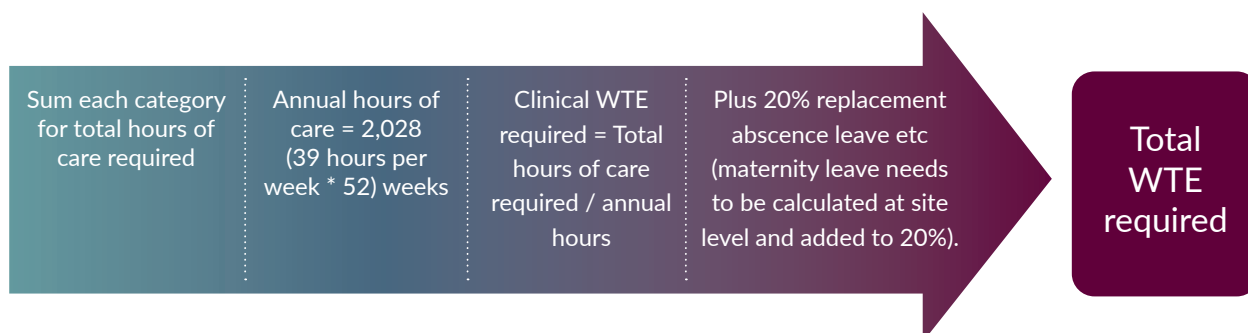 Sum each category
for total hours of
care required
Annual hours of
care = 2,028
(39 hours per
week * 52) weeks
Clinical WTE
required = Total
hours of care
required / annual
hours
Plus 20% replacement
abscence leave etc
(maternity leave needs
to be calculated at site
level and added to 20%).
Total
WTE
required